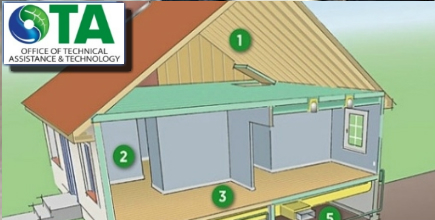 OTA
OFFICE OF TECHNICAL
ASSISTANCE & TECHNOLOGY
1
2
3
5